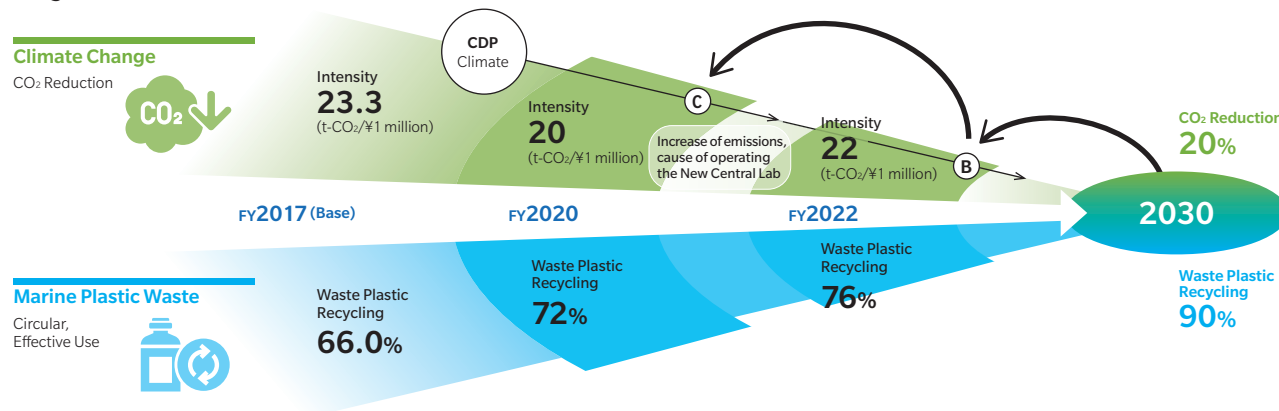 Climate Change
CO2 Reduction
CO2
CDP
Climate
Intensity
23.3
(t-CO2/¥1 million)
Intensity
20
(t-CO2/¥1 million)
C
Increase of emissions,
cause of operating
the New Central Lab
Intensity
22
(t-CO2/¥1 million)
B
CO2 Reduction
20%
FY2017 (Base)
FY2020
FY2022
2030
Marine Plastic Waste
Circular,
Effective Use
Waste Plastic
Recycling
66.0%
Waste Plastic
Recycling
72%
Waste Plastic
Recycling
76%
Waste Plastic
Recycling
90%